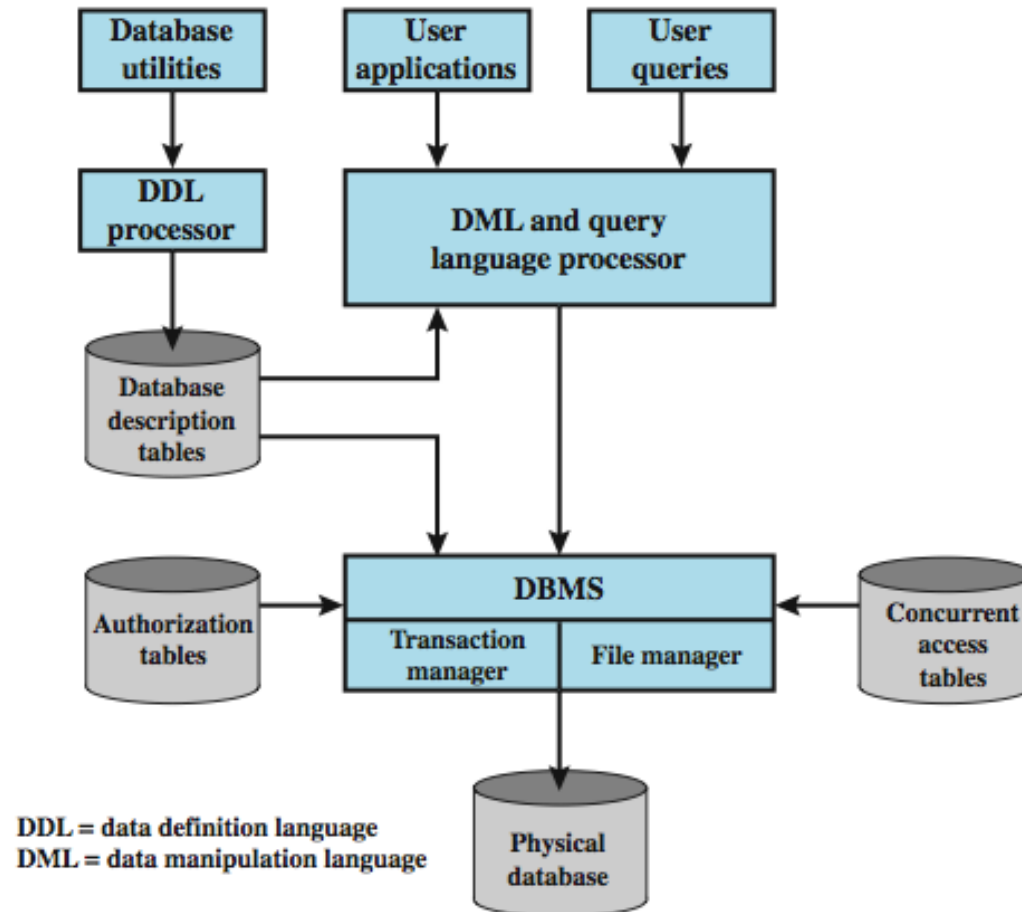 Database
utilities
User
applications
User
queries
DDL
processor
DML and query
language processor
Database
description
tables
DBMS
Authorization
tables
Transaction
manager
File manager
Concurrent
access
tables
Physical
database
DDL = data definition language
DML = data manipulation language